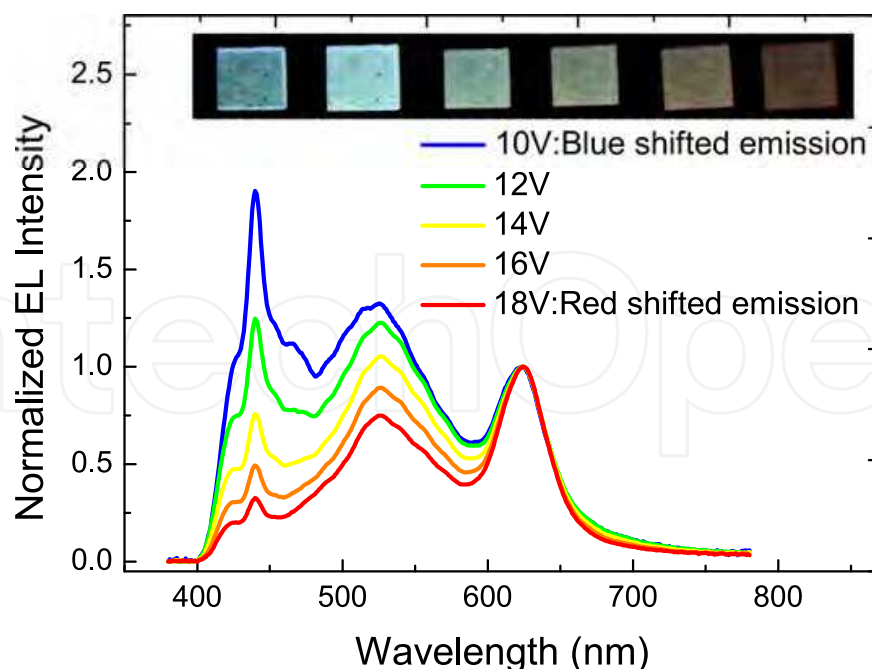 2.5
2.0
1.5
1.0
0.5
0.0
Normalized EL Intensity
10V:Blue shifted emission
12V
14V
16V
18V:Red shifted emission
400 500 600 700 800
Wavelength (nm)